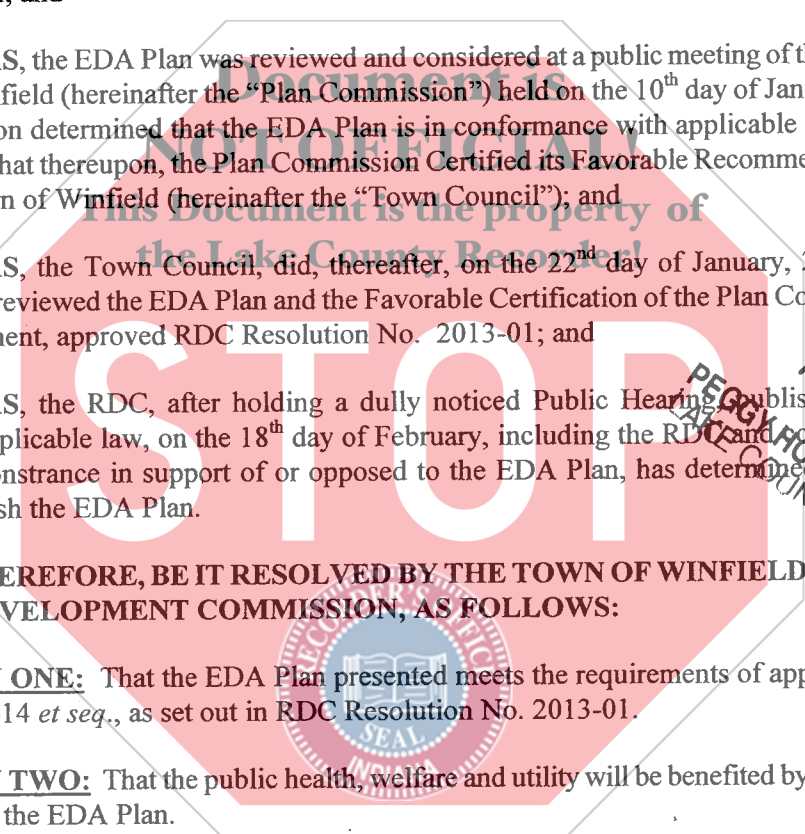 S, the EDA Plan was reviewed and considered at a public meeting of th
field (hereinafter the “Plan Commission”) held on the 10th day of Jan
on determined that the EDA Plan is in conformance with applicable
hat thereupon, the Plan Commission Certified its Favorable Recomme
n of Winfield (hereinafter the “Town Council”); and
Document is
NOT OFFICIAL!
This Document is the property of
the Lake County Recorder!
S, the Town Council, did, thereafter, on the 22nd day of January, 2
reviewed the EDA Plan and the Favorable Certification of the Plan Co
nent, approved RDC Resolution No. 2013-01; and
STOP
PEGGY HO
LAKE COUN
S, the RDC, after holding a dully noticed Public Hearing, publis
plicable law, on the 18th day of February, including the RDC and
nstrance in support of or opposed to the EDA Plan, has determine
sh the EDA Plan.
EREFORE, BE IT RESOLVED BY THE TOWN OF WINFIELD
VELOPMENT COMMISSION, AS FOLLOWS:
ONE: That the EDA Plan presented meets the requirements of app
14 et seq., as set out in RDC Resolution No. 2013-01.
TWO: That the public health, welfare and utility will be benefited by
the EDA Plan.
RECORDER'S OFFICE
SEAL
INDIANA